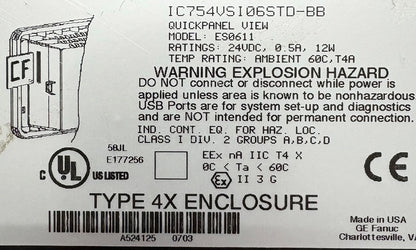 IC754VSI06STD-BB
QUICKPANEL VIEW
MODEL: ES0611
RATINGS: 24VDC, 0.5A, 12W
TEMP RATING: AMBIENT 60C,T4A
CF
WARNING EXPLOSION HAZARD
DO NOT connect or disconnect while power is
applied unless area is known to be nonhazardous
USB Ports are for system set-up and diagnostics
and are NOT intended for permanent connection.
IND. CONT. EQ. FOR HAZ. LOC.
CLASS I DIV. 2 GROUPS A,B,C,D
58JL
E177256
C UL US LISTED
EEx nA IIC T4 X
0C < Ta < 60C
Ex II 3 G
CE
TYPE 4X ENCLOSURE
A524125 0703
Made in USA
GE Fanuc
Charlottesville, VA